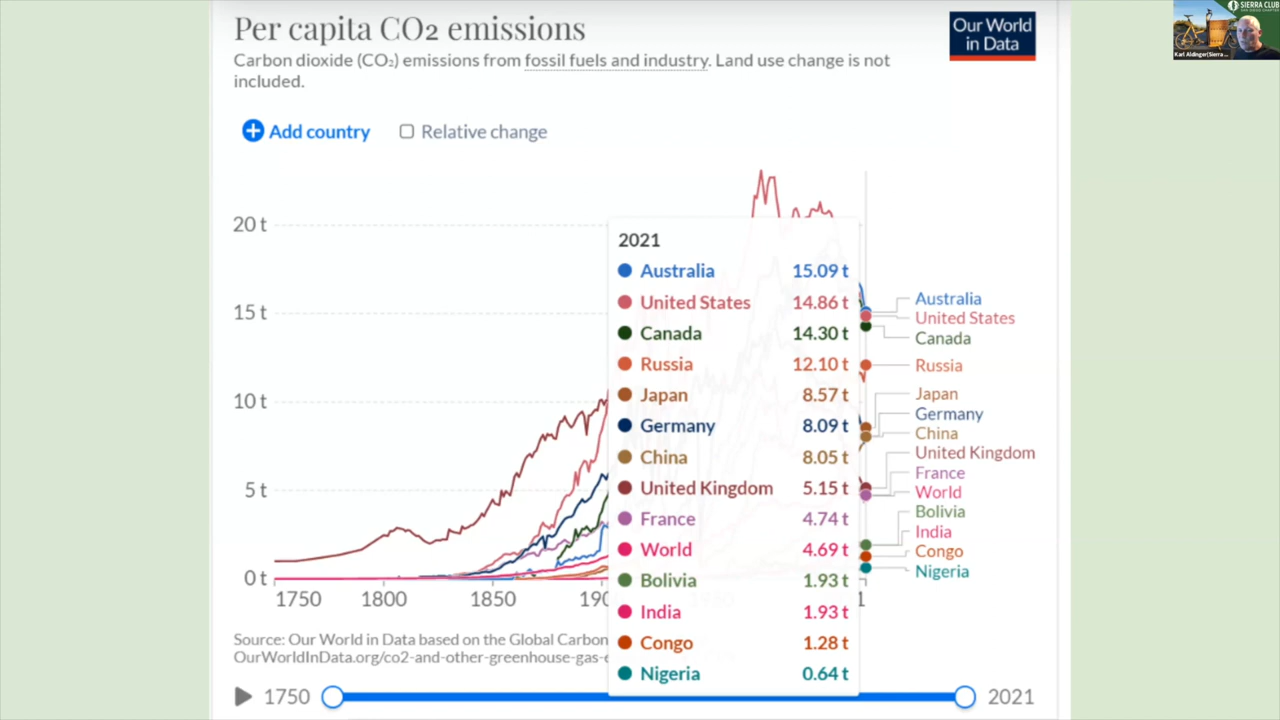 Per capita CO2 emissions
Carbon dioxide (CO₂) emissions from fossil fuels and industry. Land use change is not
included.
Our World
in Data
SIERRA CLUB
Karl Aldinger(Sierra ...
Add country
Relative change
20 t
15 t
10 t
5 t
0 t
2021
Australia 15.09 t
United States 14.86 t
Canada 14.30 t
Russia 12.10 t
Japan 8.57 t
Germany 8.09 t
China 8.05 t
United Kingdom 5.15 t
France 4.74 t
World 4.69 t
Bolivia 1.93 t
India 1.93 t
Congo 1.28 t
Nigeria 0.64 t
Australia
United States
Canada
Russia
Japan
Germany
China
United Kingdom
France
World
Bolivia
India
Congo
Nigeria
1750 1800 1850 190 1
Source: Our World in Data based on the Global Carbon
OurWorldInData.org/co2-and-other-greenhouse-gas-
1750 2021